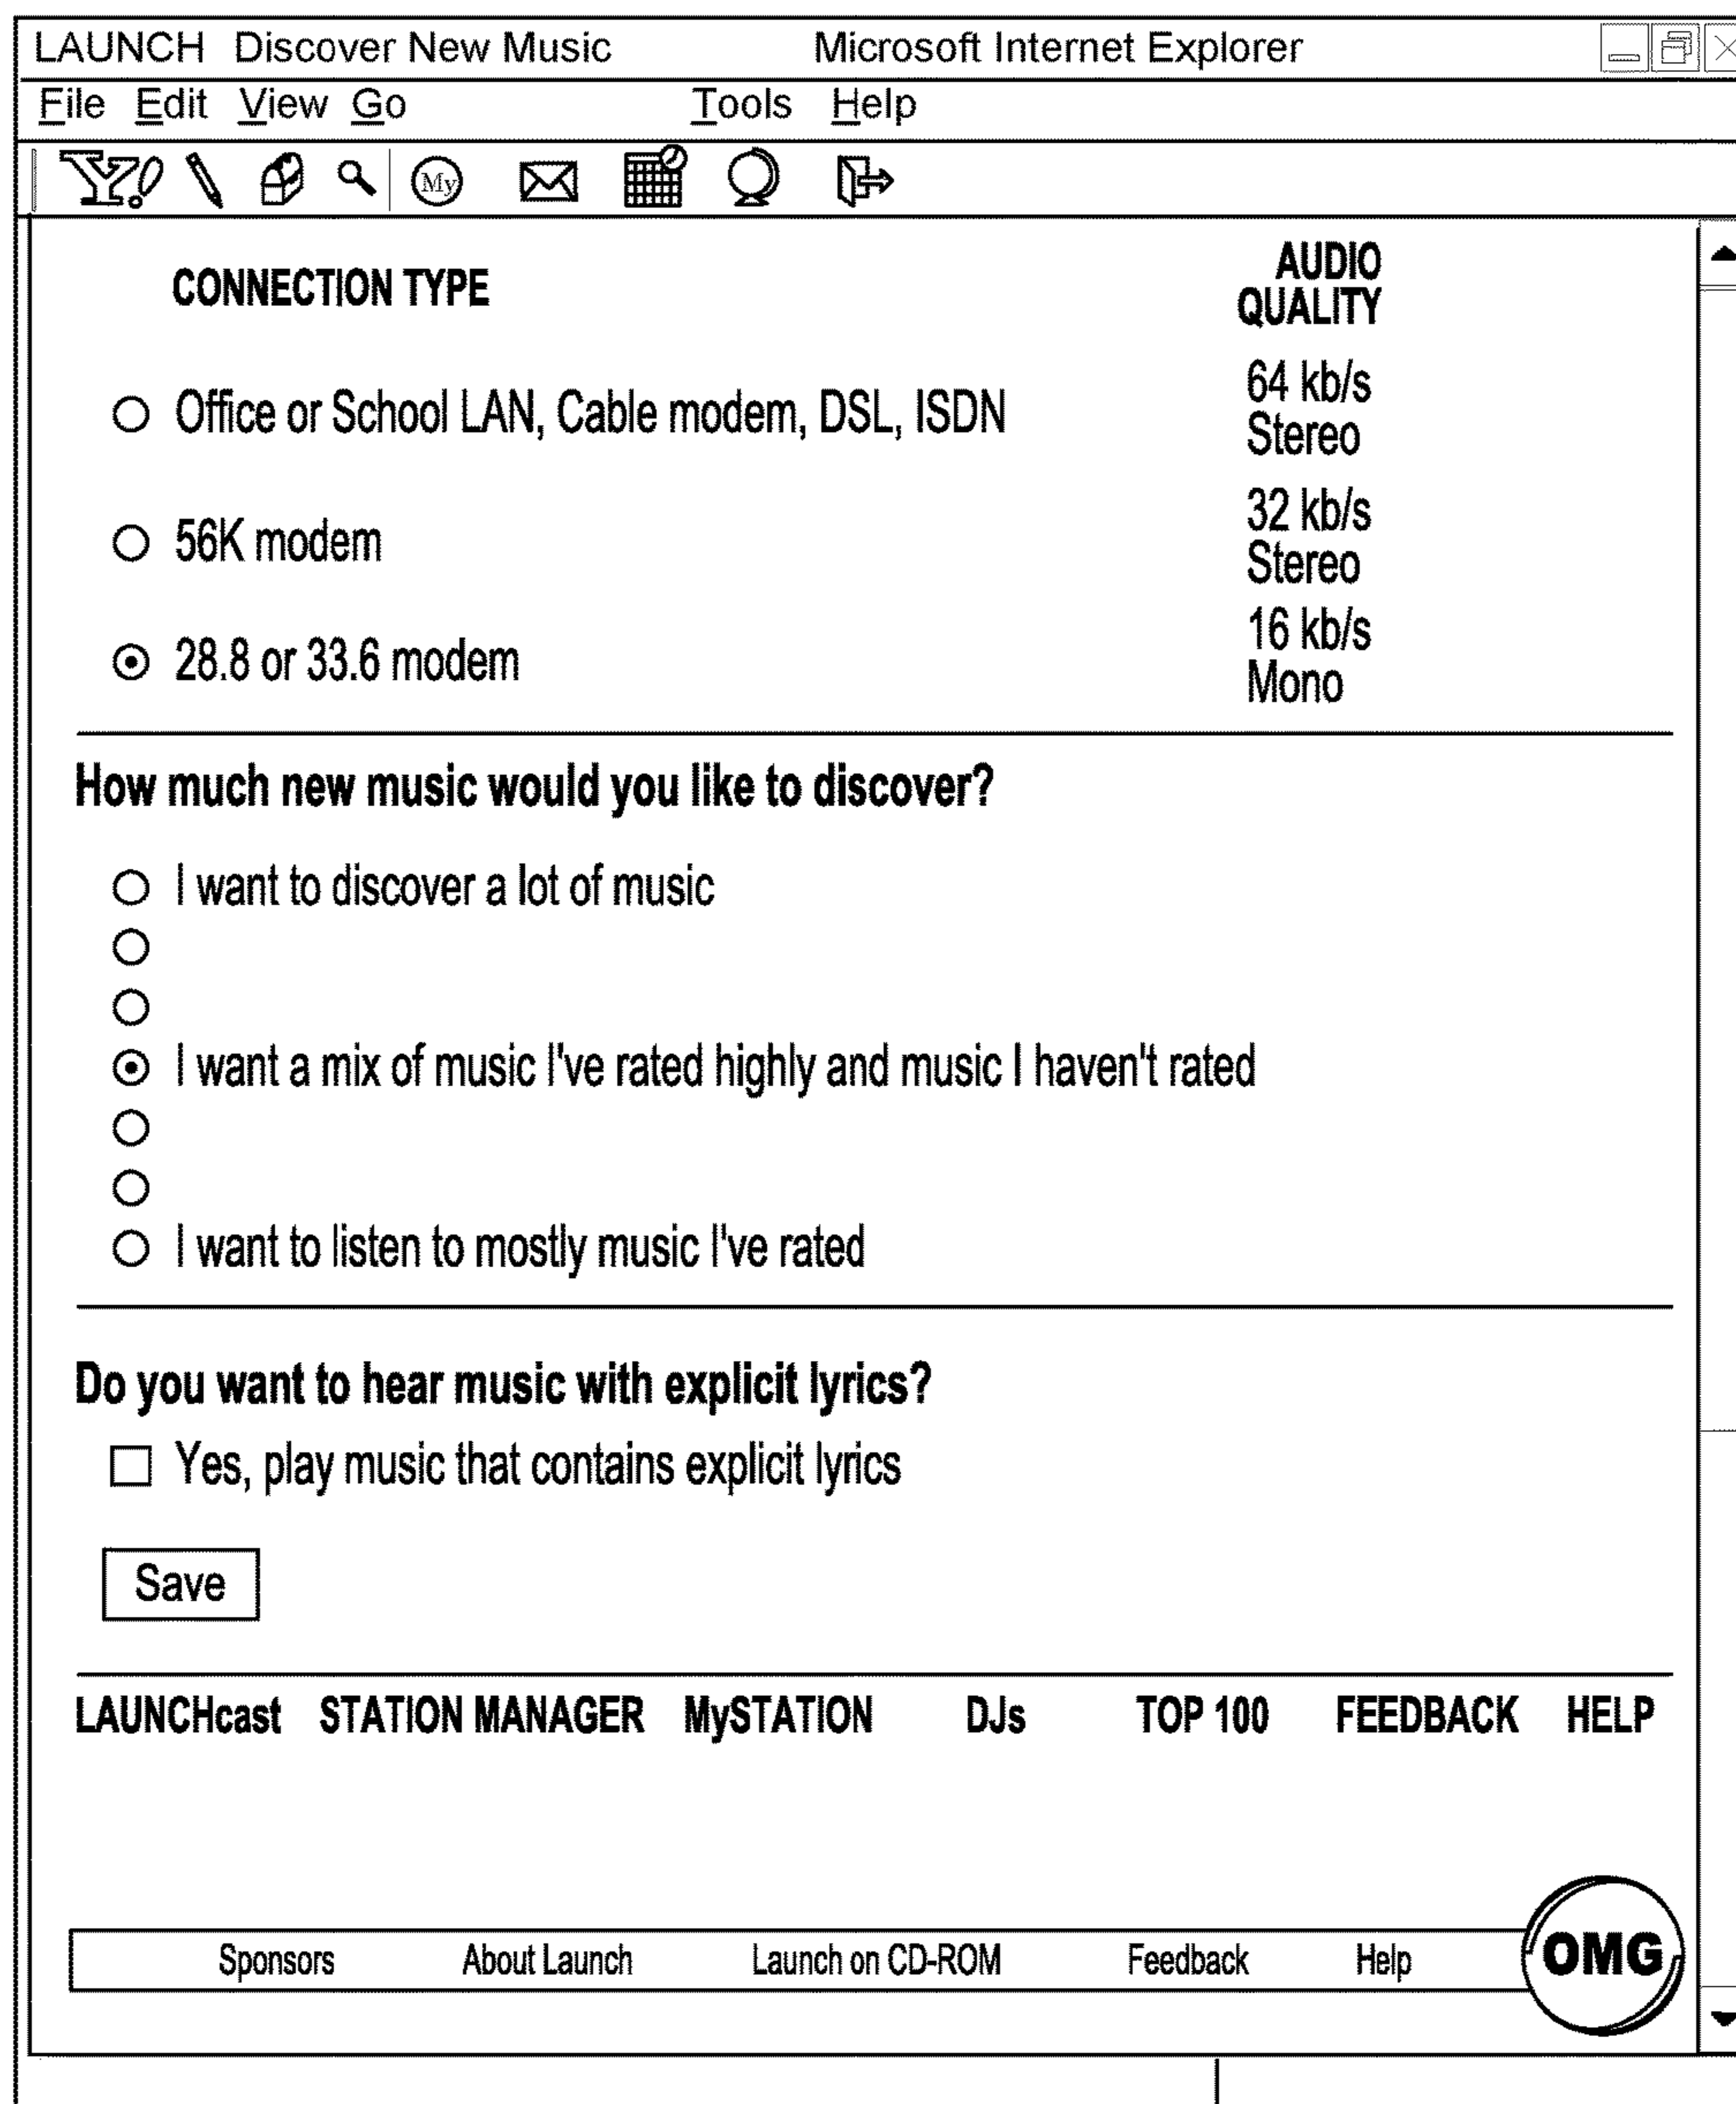 LAUNCH Discover New Music Microsoft Internet Explorer
File Edit View Go Tools Help
Y! My
CONNECTION TYPE
AUDIO
QUALITY
Office or School LAN, Cable modem, DSL, ISDN
64 kb/s
Stereo
56K modem
32 kb/s
Stereo
28.8 or 33.6 modem
16 kb/s
Mono
How much new music would you like to discover?
I want to discover a lot of music
I want a mix of music I've rated highly and music I haven't rated
I want to listen to mostly music I've rated
Do you want to hear music with explicit lyrics?
Yes, play music that contains explicit lyrics
Save
LAUNCHcast STATION MANAGER MySTATION DJs TOP 100 FEEDBACK HELP
Sponsors About Launch Launch on CD-ROM Feedback Help OMG